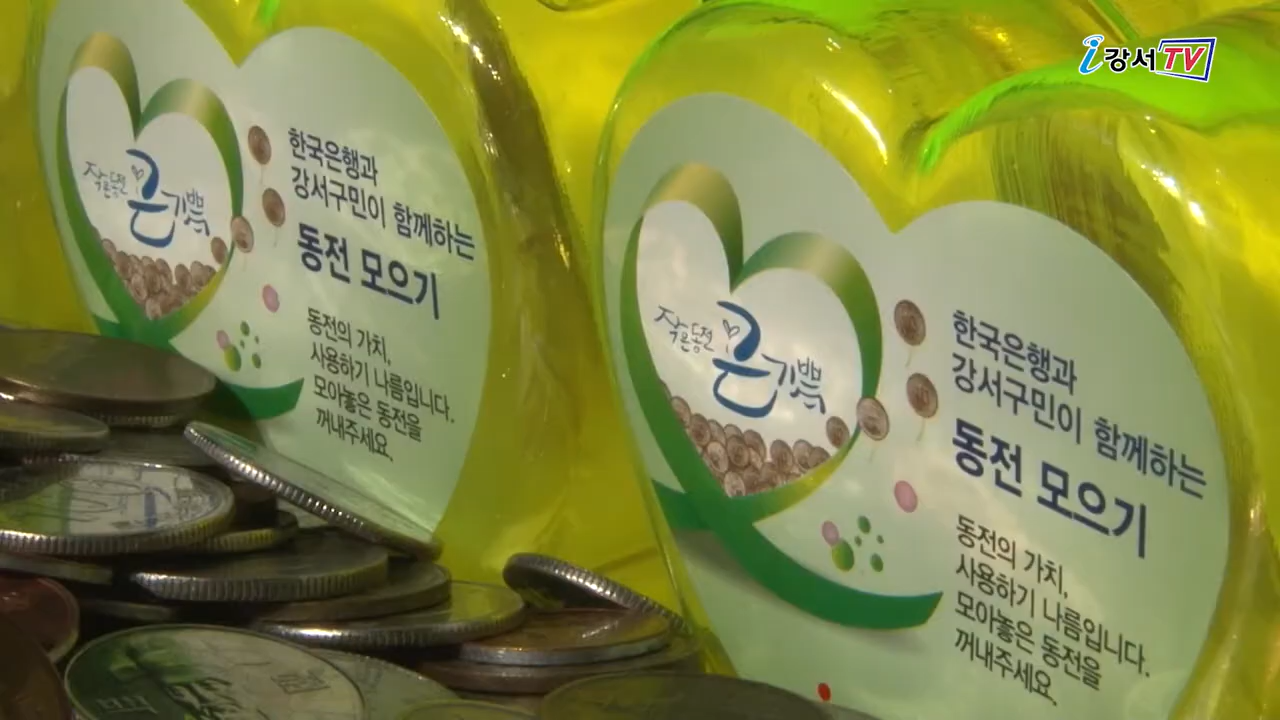 i강서TV
작은동전
큰기쁨
한국은행과
강서구민이 함께하는
동전 모으기
동전의 가치,
사용하기 나름입니다.
모아놓은 동전을
꺼내주세요.
작은동전
큰기쁨
한국은행과
강서구민이 함께하는
동전 모으기
동전의 가치,
사용하기 나름입니다.
모아놓은 동전을
꺼내주세요.